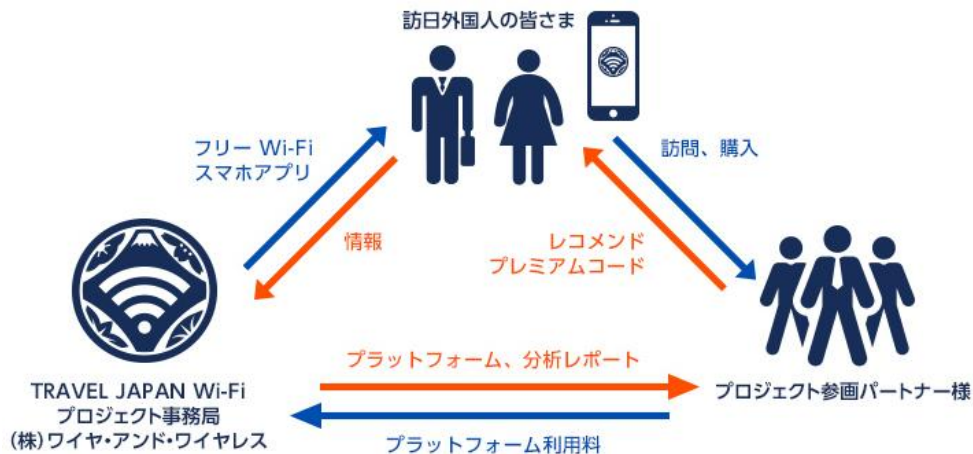 訪日外国人の皆さま
フリー Wi-Fi
スマホアプリ
訪問、購入
情報
レコメンド
プレミアムコード
プラットフォーム、分析レポート
TRAVEL JAPAN Wi-Fi
プロジェクト事務局
(株)ワイヤ・アンド・ワイヤレス
プロジェクト参画パートナー様
プラットフォーム利用料